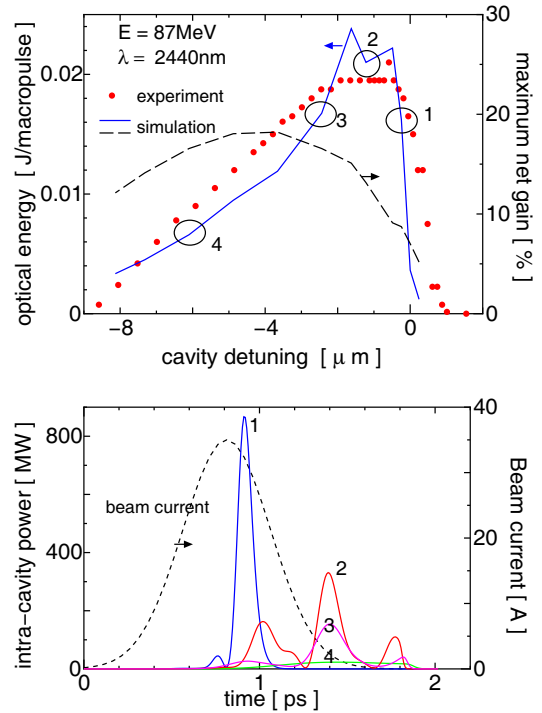 E = 87MeV
λ = 2440nm
experiment
simulation
optical energy [ J/macropulse ]
0.02
0.01
0
maximum net gain [ % ]
30
20
10
0
1
2
3
4
-8
-4
0
cavity detuning [ μ m ]
intra-cavity power [ MW ]
800
400
0
Beam current [ A ]
40
20
0
beam current
1
2
3
4
0
1
2
time [ ps ]